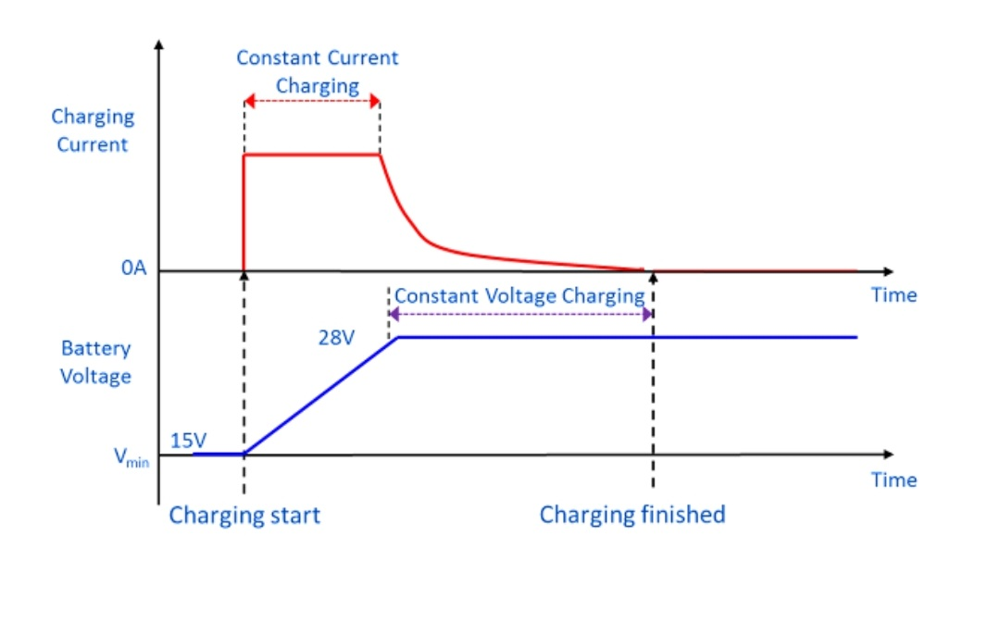 Constant Current
Charging
Charging
Current
0A
Time
Constant Voltage Charging
28V
Battery
Voltage
15V
Vmin
Time
Charging start
Charging finished